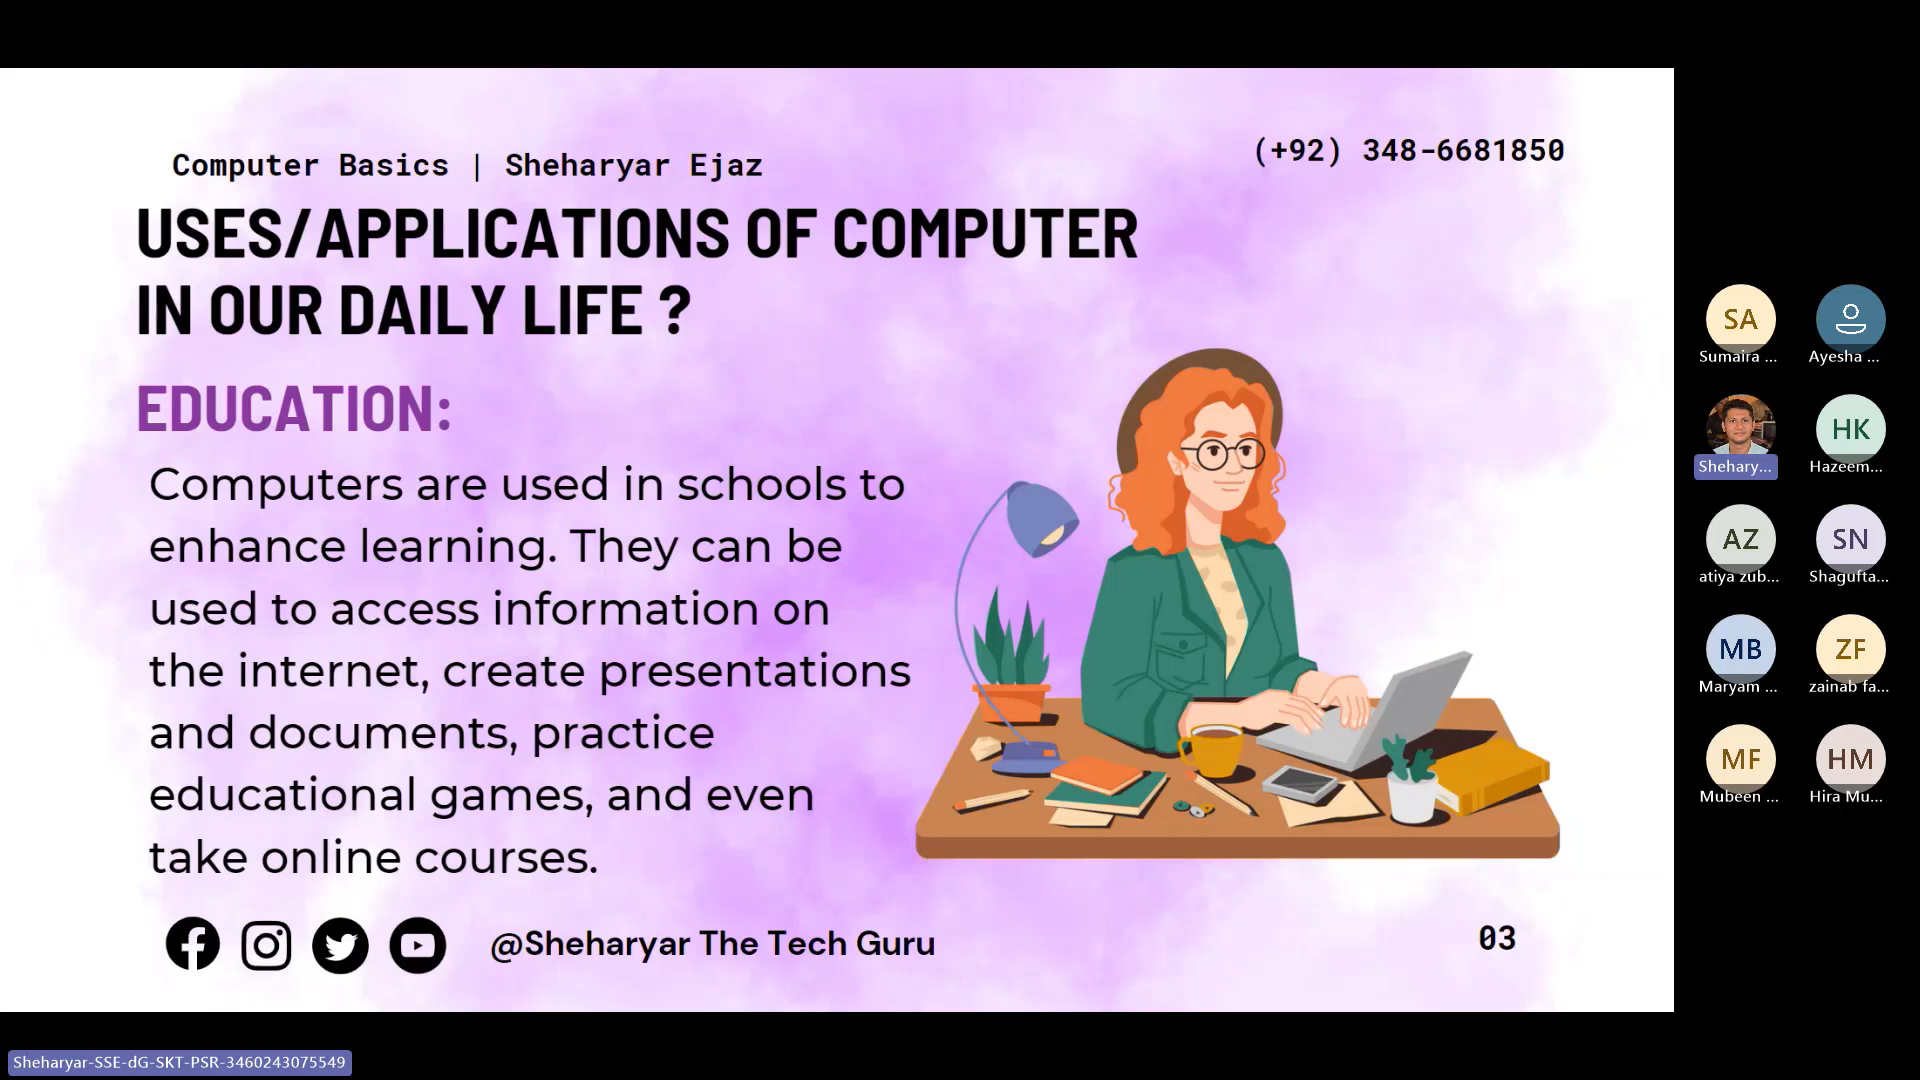 Computer Basics | Sheharyar Ejaz
(+92) 348-6681850
USES/APPLICATIONS OF COMPUTER
IN OUR DAILY LIFE ?
EDUCATION:
Computers are used in schools to
enhance learning. They can be
used to access information on
the internet, create presentations
and documents, practice
educational games, and even
take online courses.
@Sheharyar The Tech Guru
03
SA
Sumaira ...
Ayesha ...
Shehary...
HK
Hazeem...
AZ
atiya zub...
SN
Shagufta...
MB
Maryam ...
ZF
zainab fa...
MF
Mubeen ...
HM
Hira Mu...
Sheharyar-SSE-dG-SKT-PSR-3460243075549